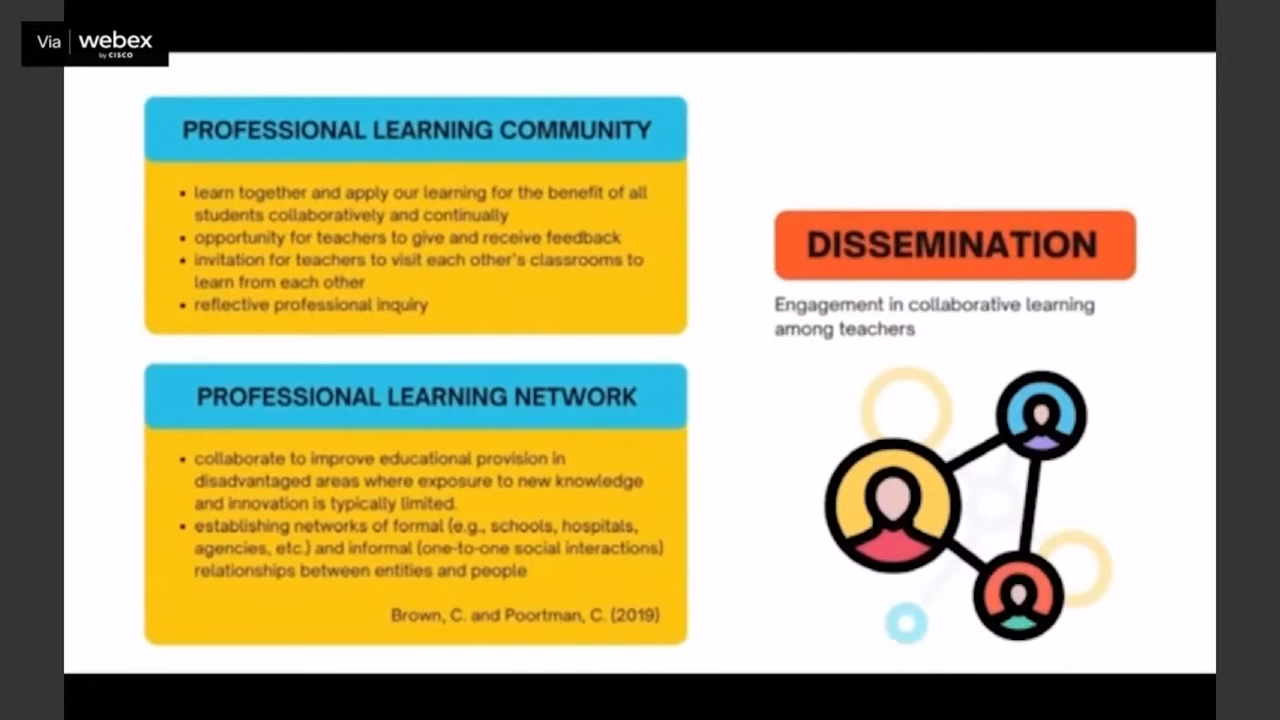 Via webex
by CISCO
PROFESSIONAL LEARNING COMMUNITY
• learn together and apply our learning for the benefit of all
students collaboratively and continually
• opportunity for teachers to give and receive feedback
• invitation for teachers to visit each other's classrooms to
learn from each other
• reflective professional inquiry
PROFESSIONAL LEARNING NETWORK
• collaborate to improve educational provision in
disadvantaged areas where exposure to new knowledge
and innovation is typically limited.
• establishing networks of formal (e.g., schools, hospitals,
agencies, etc.) and informal (one-to-one social interactions)
relationships between entities and people
Brown, C. and Poortman, C. (2019)
DISSEMINATION
Engagement in collaborative learning
among teachers